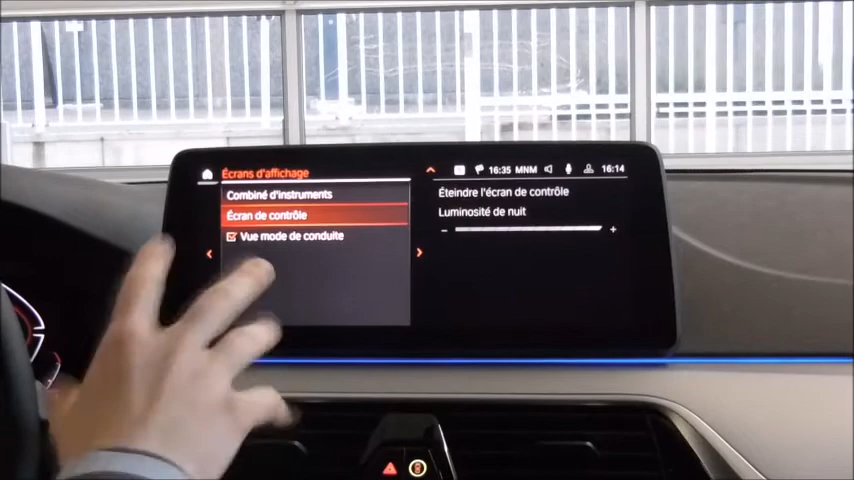 Écrans d'affichage
16:35 MNM 16:14
Combiné d'instruments
Écran de contrôle
Vue mode de conduite
Éteindre l'écran de contrôle
Luminosité de nuit
- +